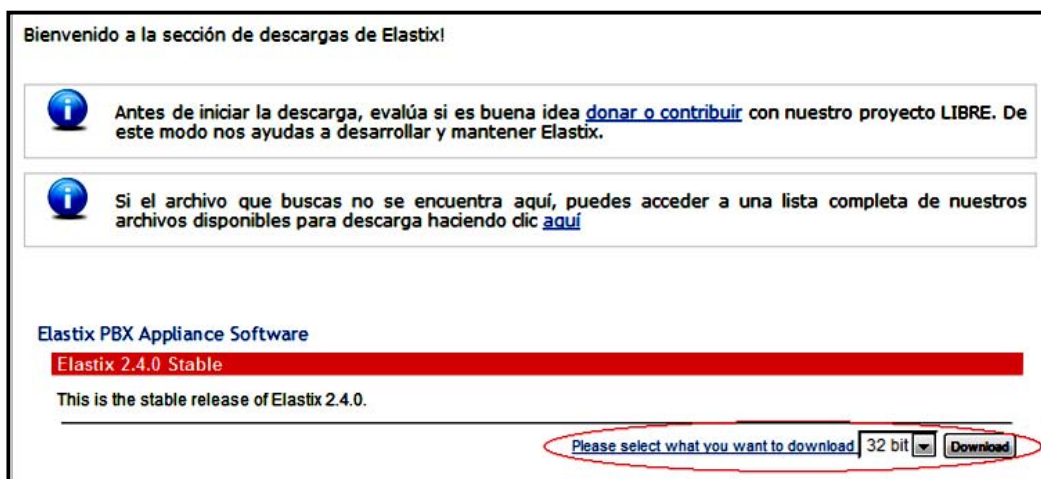 Bienvenido a la sección de descargas de Elastix!
Antes de iniciar la descarga, evalúa si es buena idea donar o contribuir con nuestro proyecto LIBRE. De
este modo nos ayudas a desarrollar y mantener Elastix.
Si el archivo que buscas no se encuentra aquí, puedes acceder a una lista completa de nuestros
archivos disponibles para descarga haciendo clic aquí
Elastix PBX Appliance Software
Elastix 2.4.0 Stable
This is the stable release of Elastix 2.4.0.
Please select what you want to download 32 bit Download